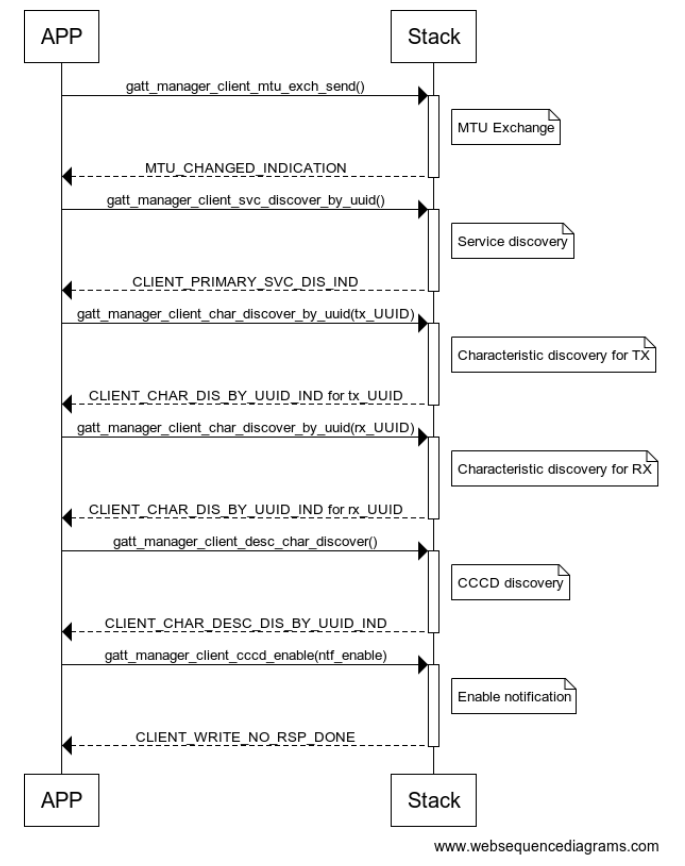 APP
Stack
gatt_manager_client_mtu_exch_send()
MTU Exchange
MTU_CHANGED_INDICATION
gatt_manager_client_svc_discover_by_uuid()
Service discovery
CLIENT_PRIMARY_SVC_DIS_IND
gatt_manager_client_char_discover_by_uuid(tx_UUID)
Characteristic discovery for TX
CLIENT_CHAR_DIS_BY_UUID_IND for tx_UUID
gatt_manager_client_char_discover_by_uuid(rx_UUID)
Characteristic discovery for RX
CLIENT_CHAR_DIS_BY_UUID_IND for rx_UUID
gatt_manager_client_desc_char_discover()
CCCD discovery
CLIENT_CHAR_DESC_DIS_BY_UUID_IND
gatt_manager_client_cccd_enable(ntf_enable)
Enable notification
CLIENT_WRITE_NO_RSP_DONE
APP
Stack
www.websequencediagrams.com